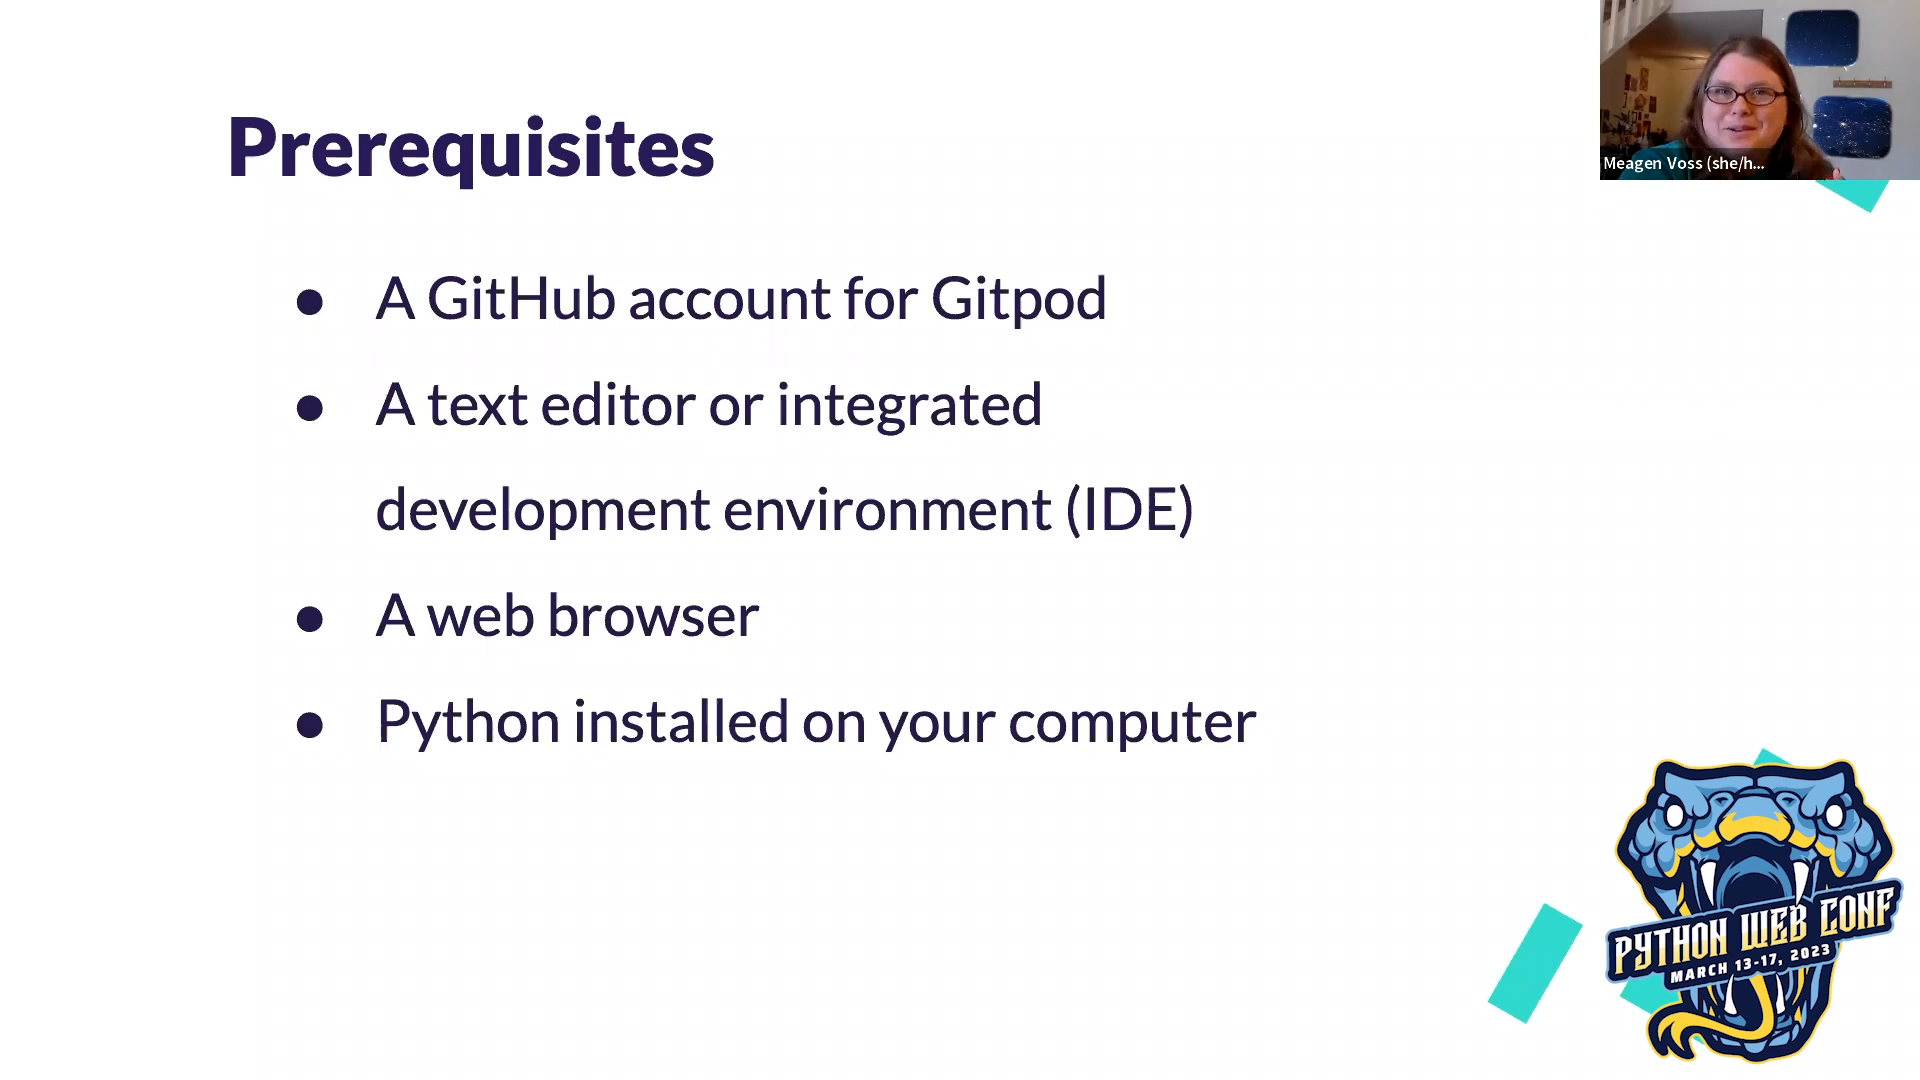 Prerequisites
● A GitHub account for Gitpod
● A text editor or integrated
development environment (IDE)
● A web browser
● Python installed on your computer
Meagen Voss (she/h...
PYTHON WEB CONF
MARCH 13-17, 2023